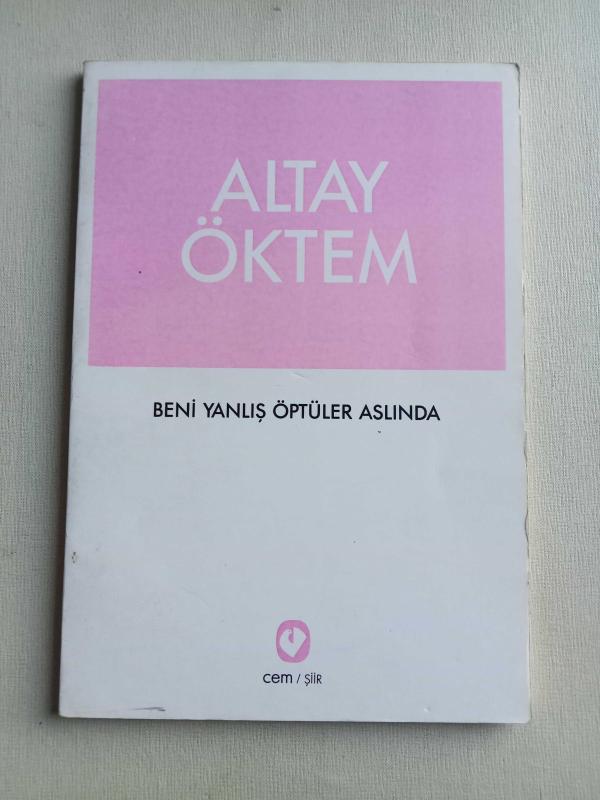 ALTAY
ÖKTEM
BENİ YANLIŞ ÖPTÜLER ASLINDA
cem / ŞİİR